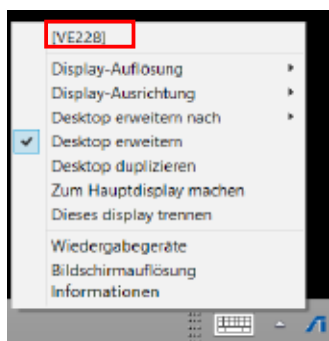 [VE228]
Display-Auflösung
Display-Ausrichtung
Desktop erweitern nach
Desktop erweitern
Desktop duplizieren
Zum Hauptdisplay machen
Dieses display trennen
Wiedergabegeräte
Bildschirmauflösung
Informationen